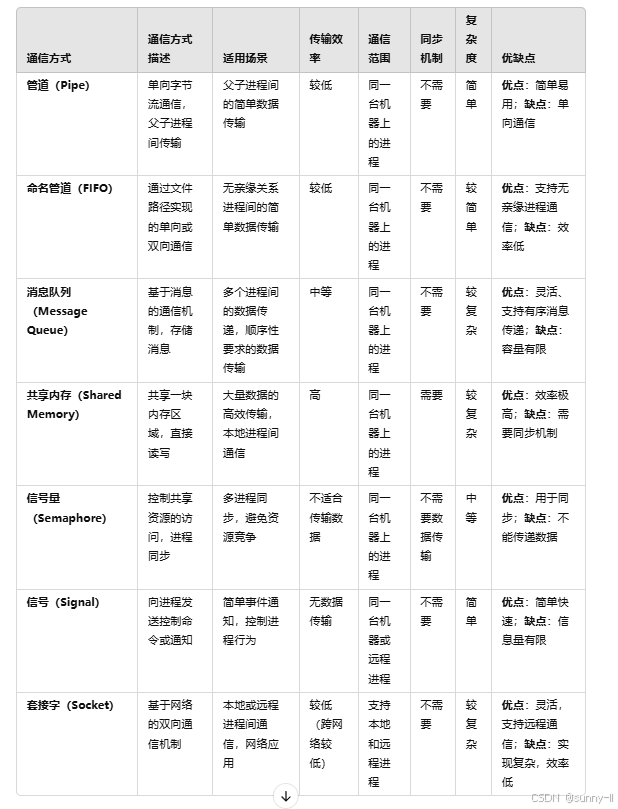 通信方式 通信方式描述 适用场景 传输效率 通信范围 同步机制 复杂度 优缺点
管道（Pipe） 单向字节流通信，父子进程间传输 父子进程间的简单数据传输 较低 同一台机器上的进程 不需要 简单 优点：简单易用；缺点：单向通信
命名管道（FIFO） 通过文件路径实现的单向或双向通信 无亲缘关系进程间的简单数据传输 较低 同一台机器上的进程 不需要 较简单 优点：支持无亲缘进程通信；缺点：效率低
消息队列（Message Queue） 基于消息的通信机制，存储消息 多个进程间的数据传递，顺序性要求的数据传输 中等 同一台机器上的进程 不需要 较复杂 优点：灵活、支持有序消息传递；缺点：容量有限
共享内存（Shared Memory） 共享一块内存区域，直接读写 大量数据的高效传输，本地进程间通信 高 同一台机器上的进程 需要 较复杂 优点：效率极高；缺点：需要同步机制
信号量（Semaphore） 控制共享资源的访问，进程同步 多进程同步，避免资源竞争 不适合传输数据 同一台机器上的进程 不需要数据传输 中等 优点：用于同步；缺点：不能传递数据
信号（Signal） 向进程发送控制命令或通知 简单事件通知，控制进程行为 无数据传输 同一台机器或远程进程 不需要 简单 优点：简单快速；缺点：信息量有限
套接字（Socket） 基于网络的双向通信机制 本地或远程进程间通信，网络应用 较低（跨网络较低） 支持本地和远程进程 不需要 较复杂 优点：灵活，支持远程通信；缺点：实现复杂，效率低
CSDN @sunny-ll